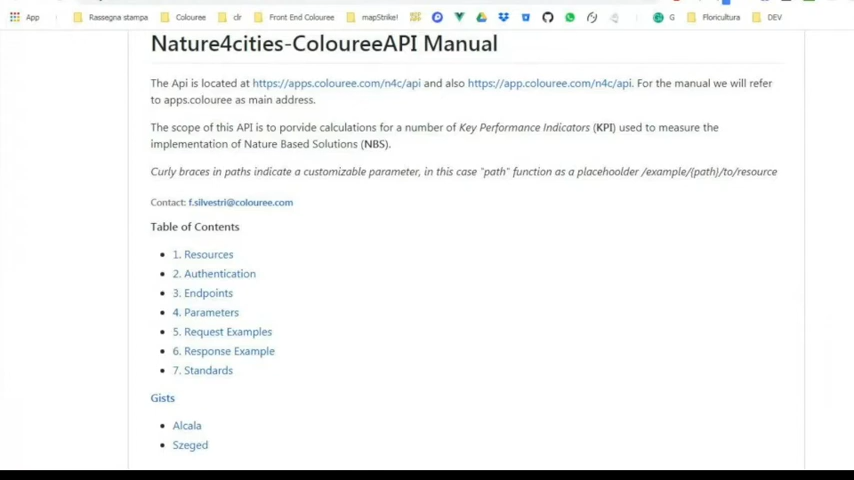 App Rassegna stampa Colouree clr Front End Colouree mapStrike! G Floricultura DEV
Nature4cities-ColoureeAPI Manual
The Api is located at https://apps.colouree.com/n4c/api and also https://app.colouree.com/n4c/api. For the manual we will refer
to apps.colouree as main address.
The scope of this API is to porvide calculations for a number of Key Performance Indicators (KPI) used to measure the
implementation of Nature Based Solutions (NBS).
Curly braces in paths indicate a customizable parameter, in this case "path" function as a placehoolder /example/{path}/to/resource
Contact: f.silvestri@colouree.com
Table of Contents
1. Resources
2. Authentication
3. Endpoints
4. Parameters
5. Request Examples
6. Response Example
7. Standards
Gists
Alcala
Szeged